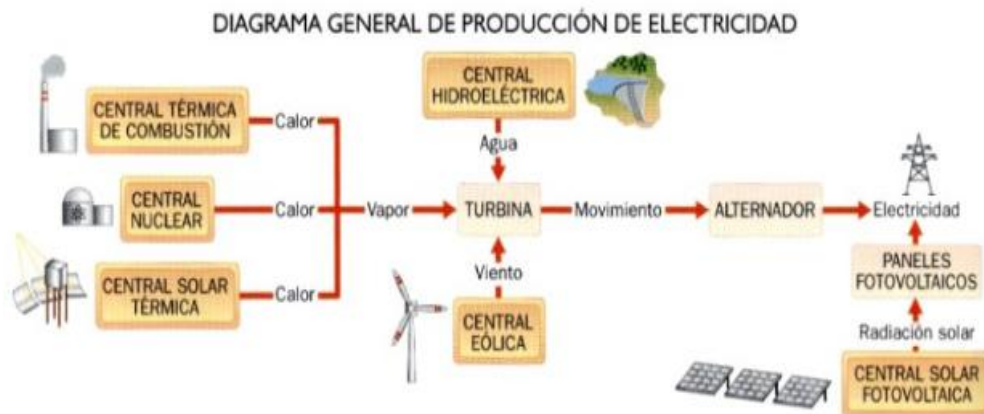 DIAGRAMA GENERAL DE PRODUCCIÓN DE ELECTRICIDAD
CENTRAL TÉRMICA
DE COMBUSTIÓN
Calor
CENTRAL
HIDROELÉCTRICA
Agua
CENTRAL
NUCLEAR
Calor
Vapor
TURBINA
Movimiento
ALTERNADOR
Electricidad
CENTRAL SOLAR
TÉRMICA
Calor
Viento
CENTRAL
EÓLICA
PANELES
FOTOVOLTAICOS
Radiación solar
CENTRAL SOLAR
FOTOVOLTAICA